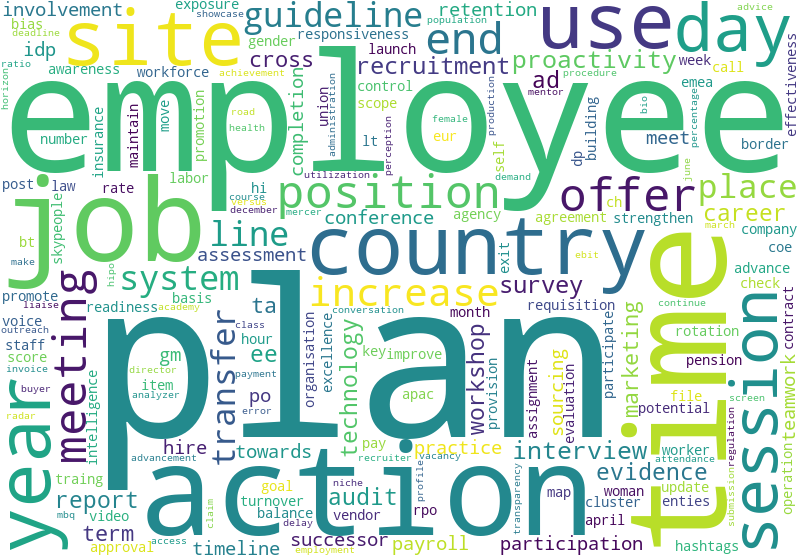 involvement
bias
showcase
deadline
exposure
gender
population
responsiveness
guideline
retention
advice
ratio
idp
awareness
workforce
achievement
site
launch
cross
end
recruitment
proactivity
use
day
week
call
effectiveness
emea
horizon
number
insurance
maintain
move
promotion
road
health
union
administration
control
scope
lt
perception
eur
female
self
production
ad
procedure
mentor
dp
building
meet
bio
percentage
border
employee
post
law
labor
rate
hi
course
versus
december
utilization
mercer
position
demand
offer
june
place
career
company
coe
bt
skypeople
make
job
line
assessment
conference
agency
agreement
ch
strengthen
march
country
exit
ebit
promote
liaise
hipo
academy
system
basis
readiness
increase
conversation
survey
requisition
continue
advance
check
voice
outreach
staff
score
invoice
buyer
radar
meeting
intelligence
item
gm
director
analyzer
transfer
ta
class
hour
ee
payment
po
error
organisation
excellence
technology
key
pay
improve
apac
month
workshop
provision
participates
assignment
sourcing
evaluation
marketing
time
rotation
pension
file
potential
contract
teamwork
session
screen
plan
year
traing
mbq
hire
advancement
towards
recruiter
practice
vacancy
profile
interview
evidence
worker
attendance
update
enties
regulation
submission
operation
report
video
term
approval
access
claim
action
goal
turnover
balance
delay
niche
audit
vendor
rpo
transparency
map
cluster
woman
april
hashtags
timeline
successor
employment
payroll
participation
completion